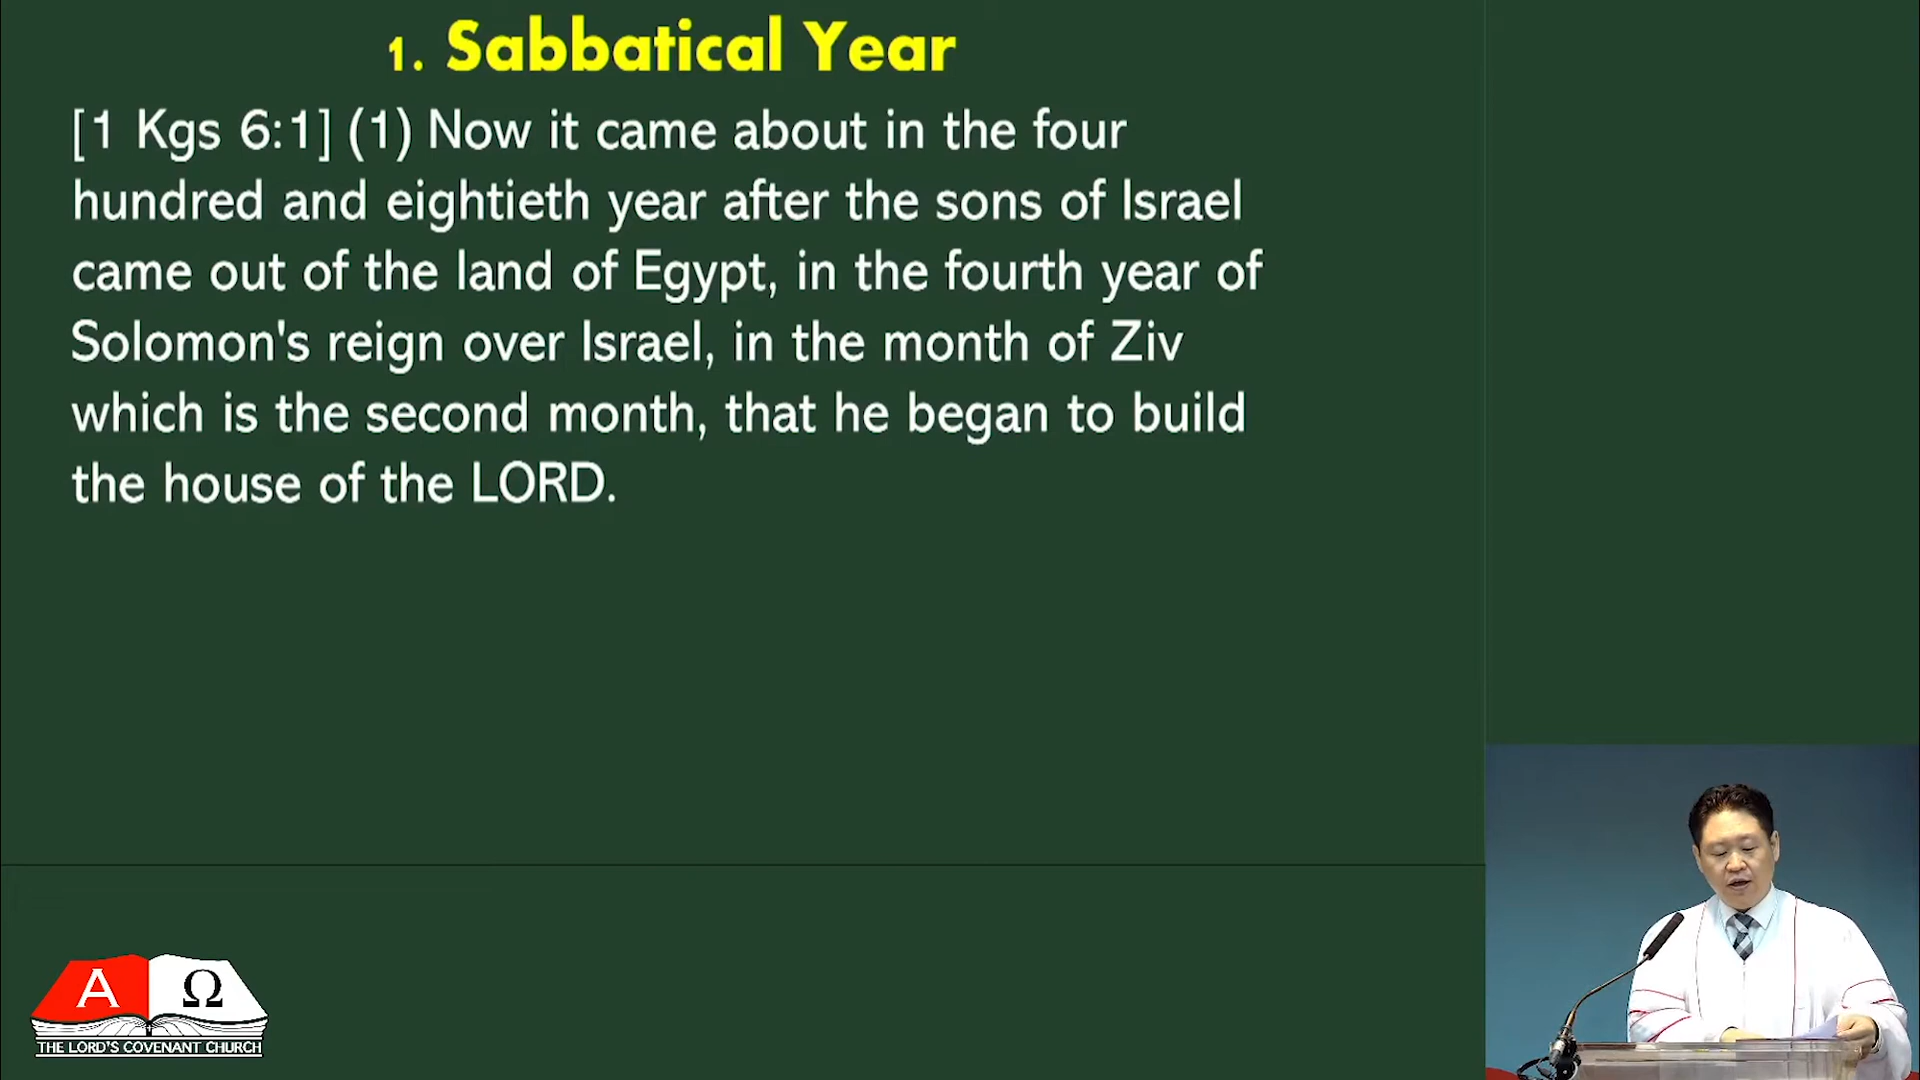 1. Sabbatical Year
[1 Kgs 6:1] (1) Now it came about in the four
hundred and eightieth year after the sons of Israel
came out of the land of Egypt, in the fourth year of
Solomon's reign over Israel, in the month of Ziv
which is the second month, that he began to build
the house of the LORD.
A Ω
THE LORD'S COVENANT CHURCH